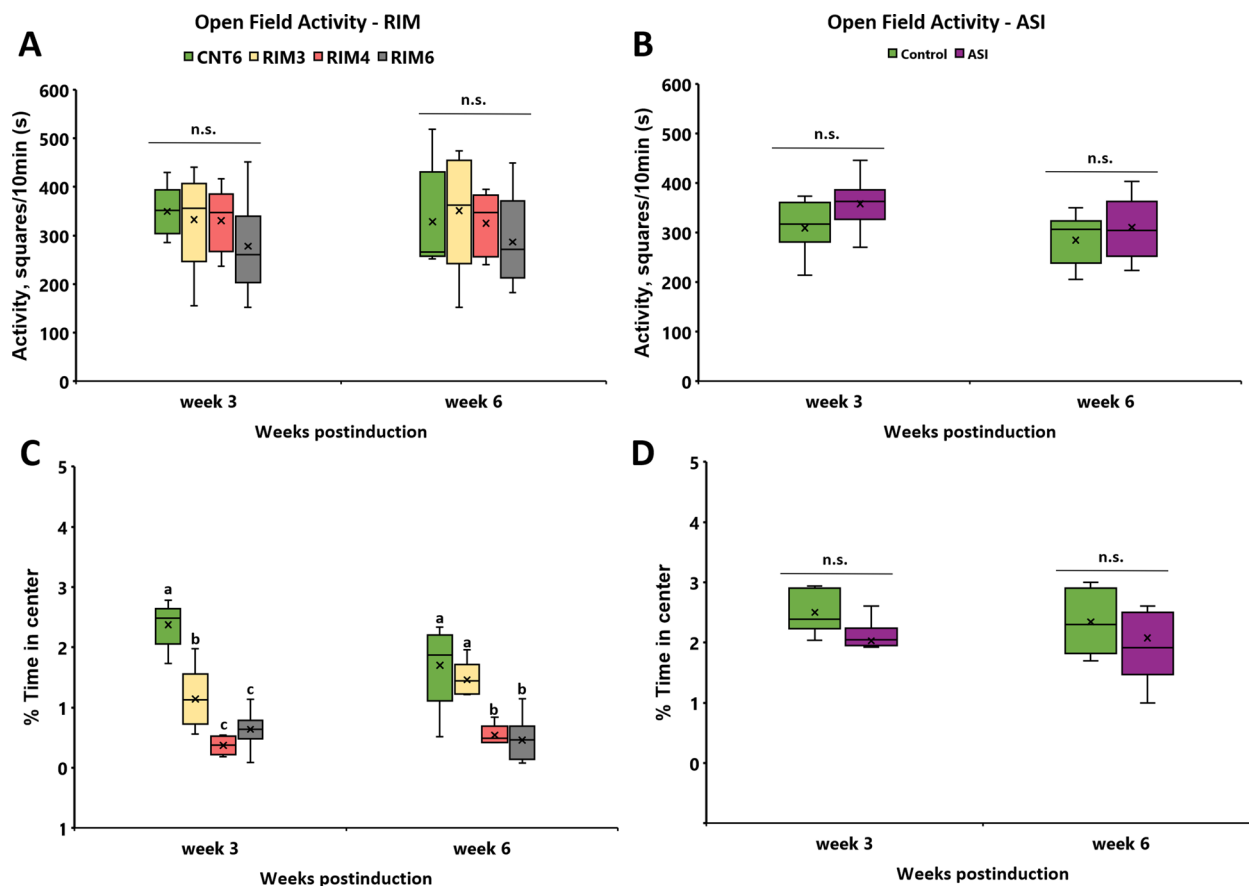 Open Field Activity - RIM
A
CNT6 RIM3 RIM4 RIM6
Activity, squares/10min (s)
600
500
400
300
200
100
0
n.s.
n.s.
week 3
week 6
Weeks postinduction
Open Field Activity - ASI
B
Control ASI
Activity, squares/10min (s)
600
500
400
300
200
100
0
n.s.
n.s.
week 3
week 6
Weeks postinduction
C
% Time in center
5
4
3
2
1
0
1
a
b
c
c
a
a
b
b
week 3
week 6
Weeks postinduction
D
% Time in center
5
4
3
2
1
0
n.s.
n.s.
week 3
week 6
Weeks postinduction